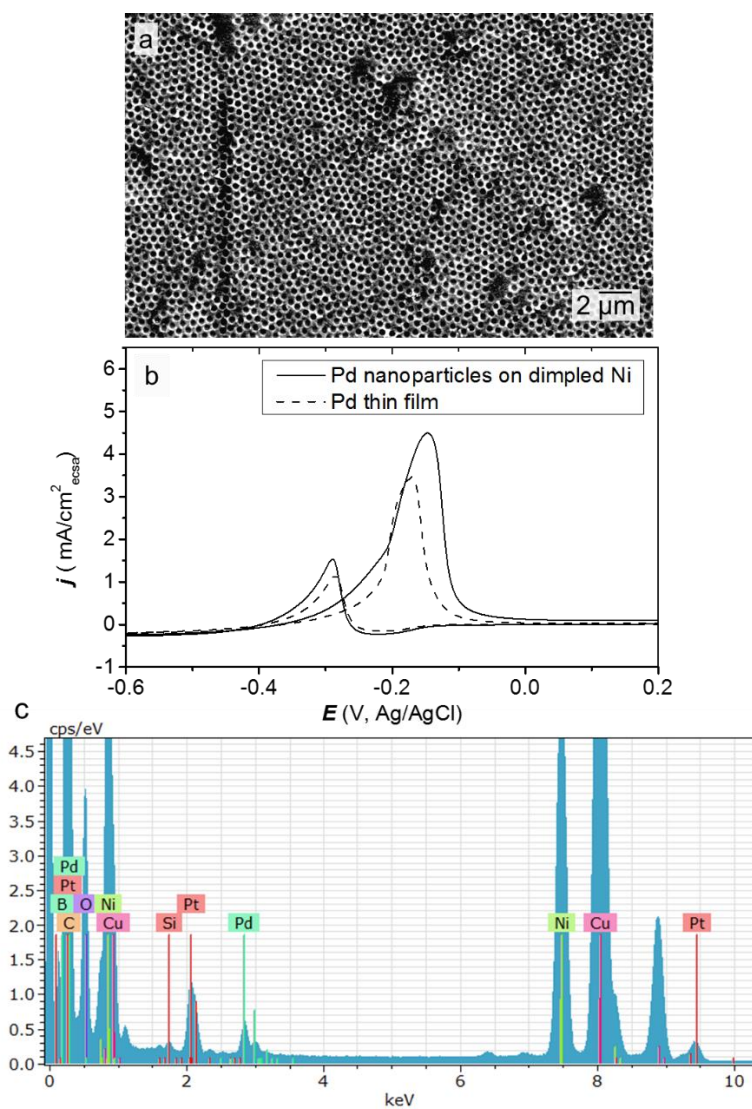 a
2 µm
b
Pd nanoparticles on dimpled Ni
Pd thin film
6
5
4
3
2
1
0
-1
j ( mA/cm²ecsa)
-0.6 -0.4 -0.2 0.0 0.2
E (V, Ag/AgCl)
c
cps/eV
4.5
4.0
3.5
3.0
2.5
2.0
1.5
1.0
0.5
0.0
Pd
Pt
B O Ni
C Cu Si Pt Pd Ni Cu Pt
0 2 4 6 8 10
keV